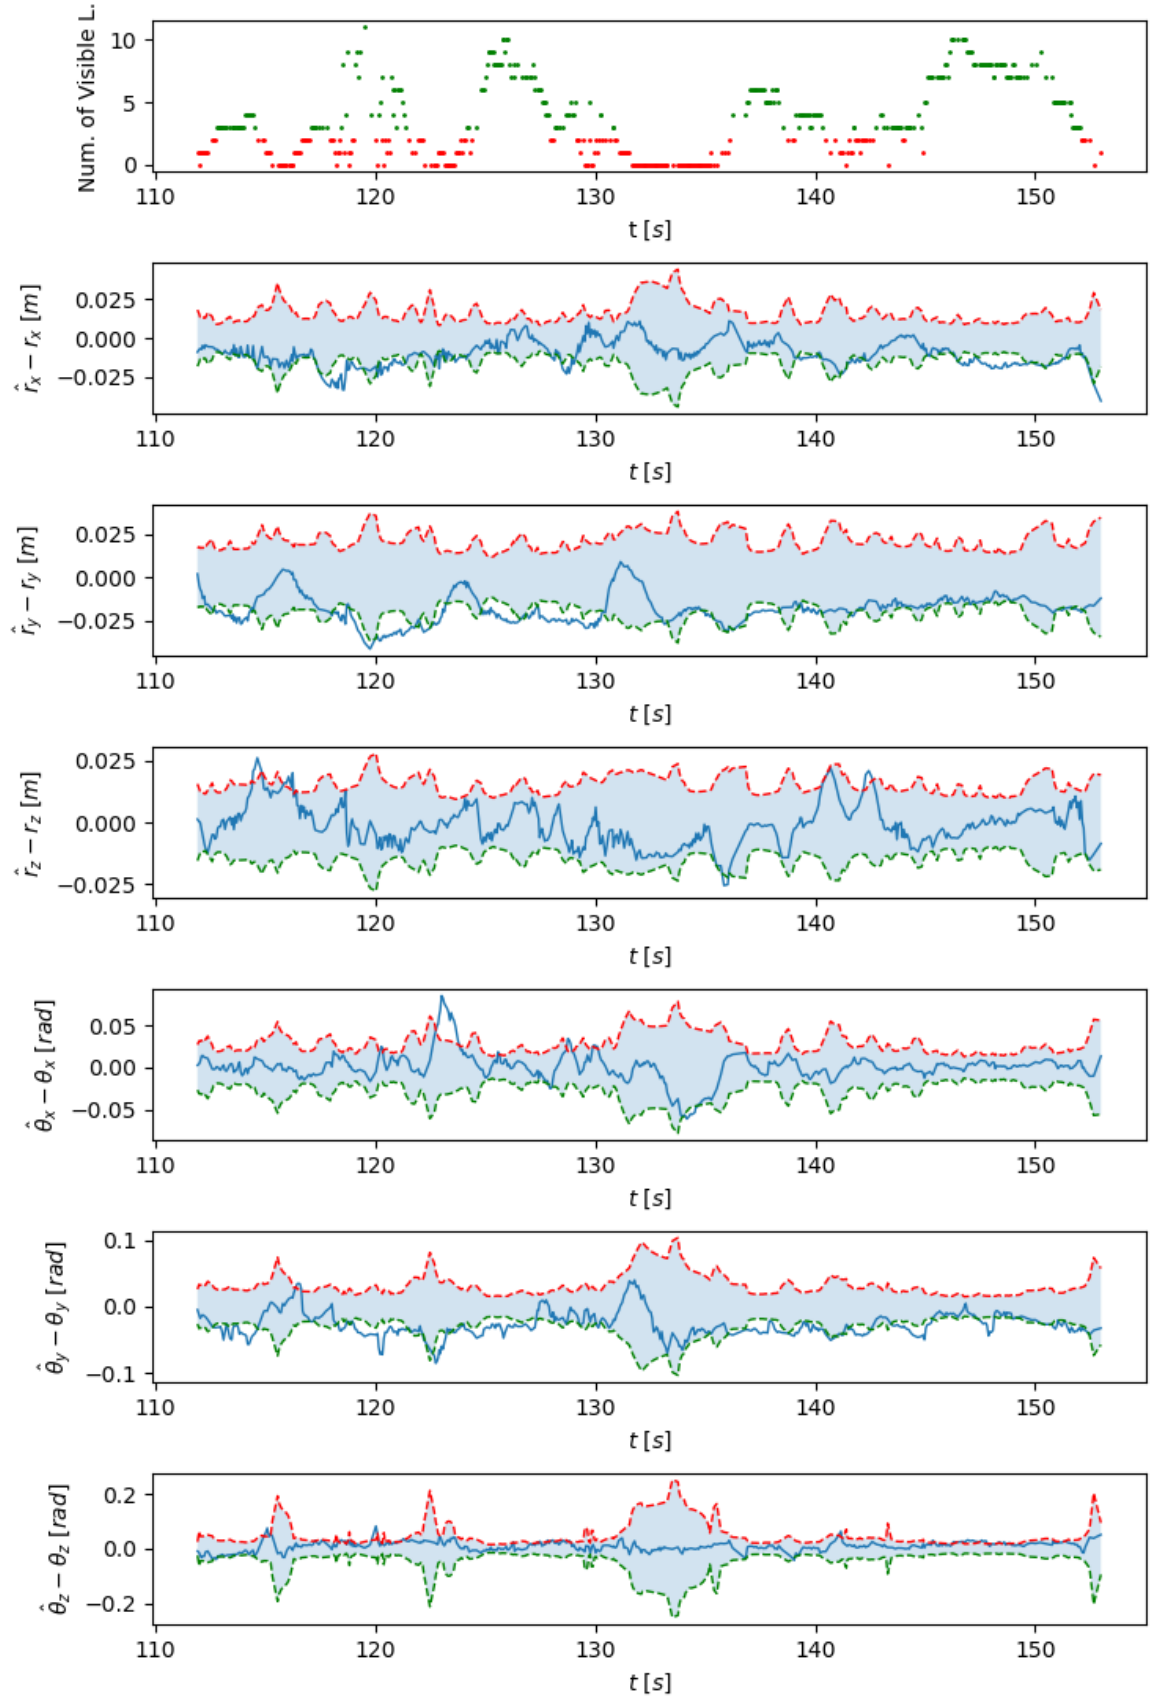 Num. of Visible L.
10
5
0
110 120 130 140 150
t [s]
r̂x − rx [m]
0.025
0.000
−0.025
110 120 130 140 150
t [s]
r̂y − ry [m]
0.025
0.000
−0.025
110 120 130 140 150
t [s]
r̂z − rz [m]
0.025
0.000
−0.025
110 120 130 140 150
t [s]
θ̂x − θx [rad]
0.05
0.00
−0.05
110 120 130 140 150
t [s]
θ̂y − θy [rad]
0.1
0.0
−0.1
110 120 130 140 150
t [s]
θ̂z − θz [rad]
0.2
0.0
−0.2
110 120 130 140 150
t [s]